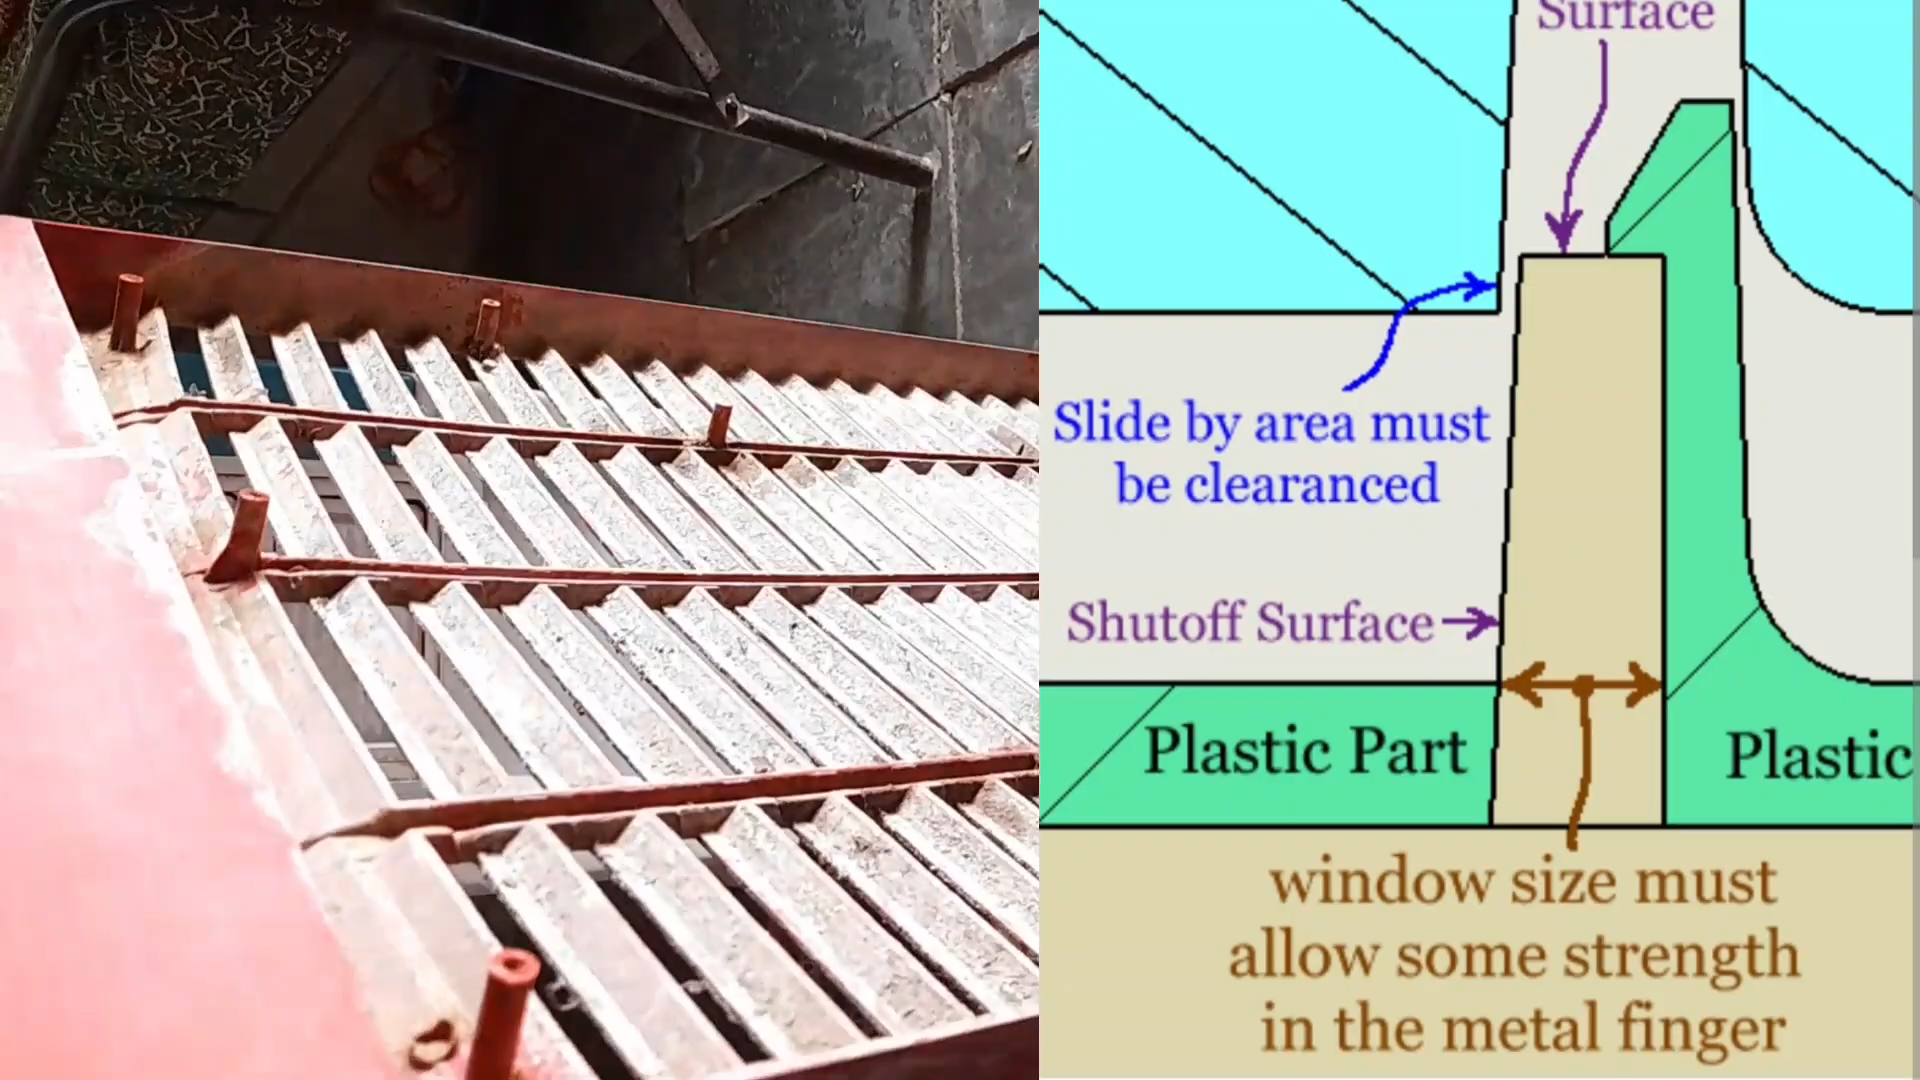 Surface
Slide by area must
be clearanced
Shutoff Surface
Plastic Part
Plastic
window size must
allow some strength
in the metal finger